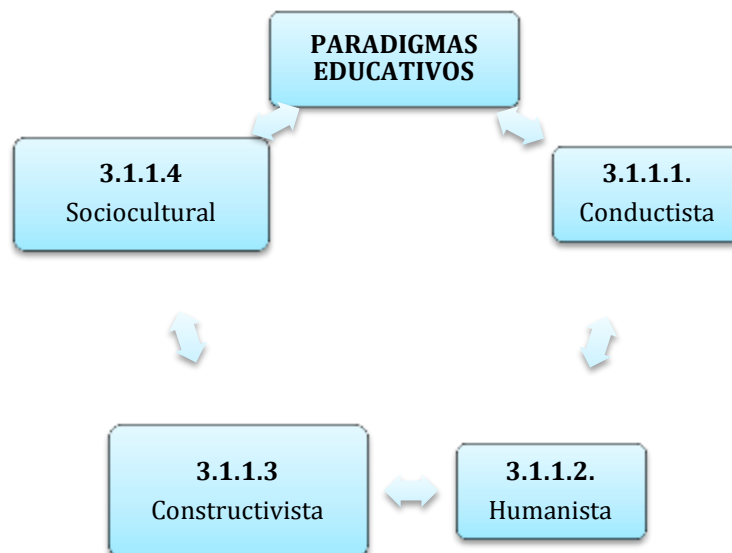 PARADIGMAS
EDUCATIVOS
3.1.1.4
Sociocultural
3.1.1.1.
Conductista
3.1.1.3
Constructivista
3.1.1.2.
Humanista